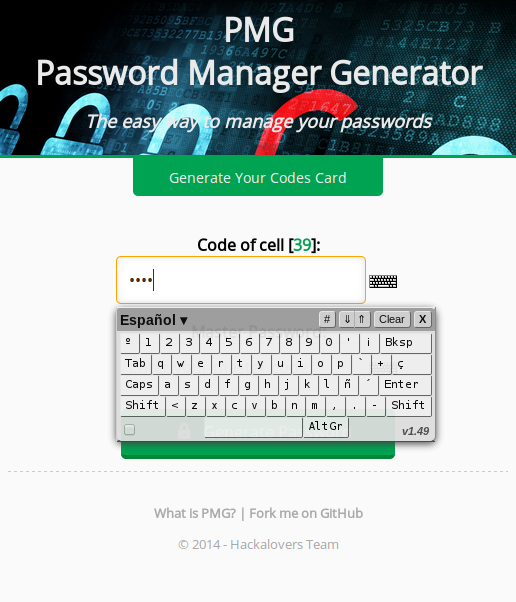 PMG
Password Manager Generator
The easy way to manage your passwords
Generate Your Codes Card
Code of cell [39]:
••••
Español ▾ # ⇓ ⇑ Clear X
º 1 2 3 4 5 6 7 8 9 0 ' ¡ Bksp
Tab q w e r t y u i o p ` + ç
Caps a s d f g h j k l ñ ´ Enter
Shift < z x c v b n m , . - Shift
AltGr
v1.49
What is PMG? | Fork me on GitHub
© 2014 - Hackalovers Team